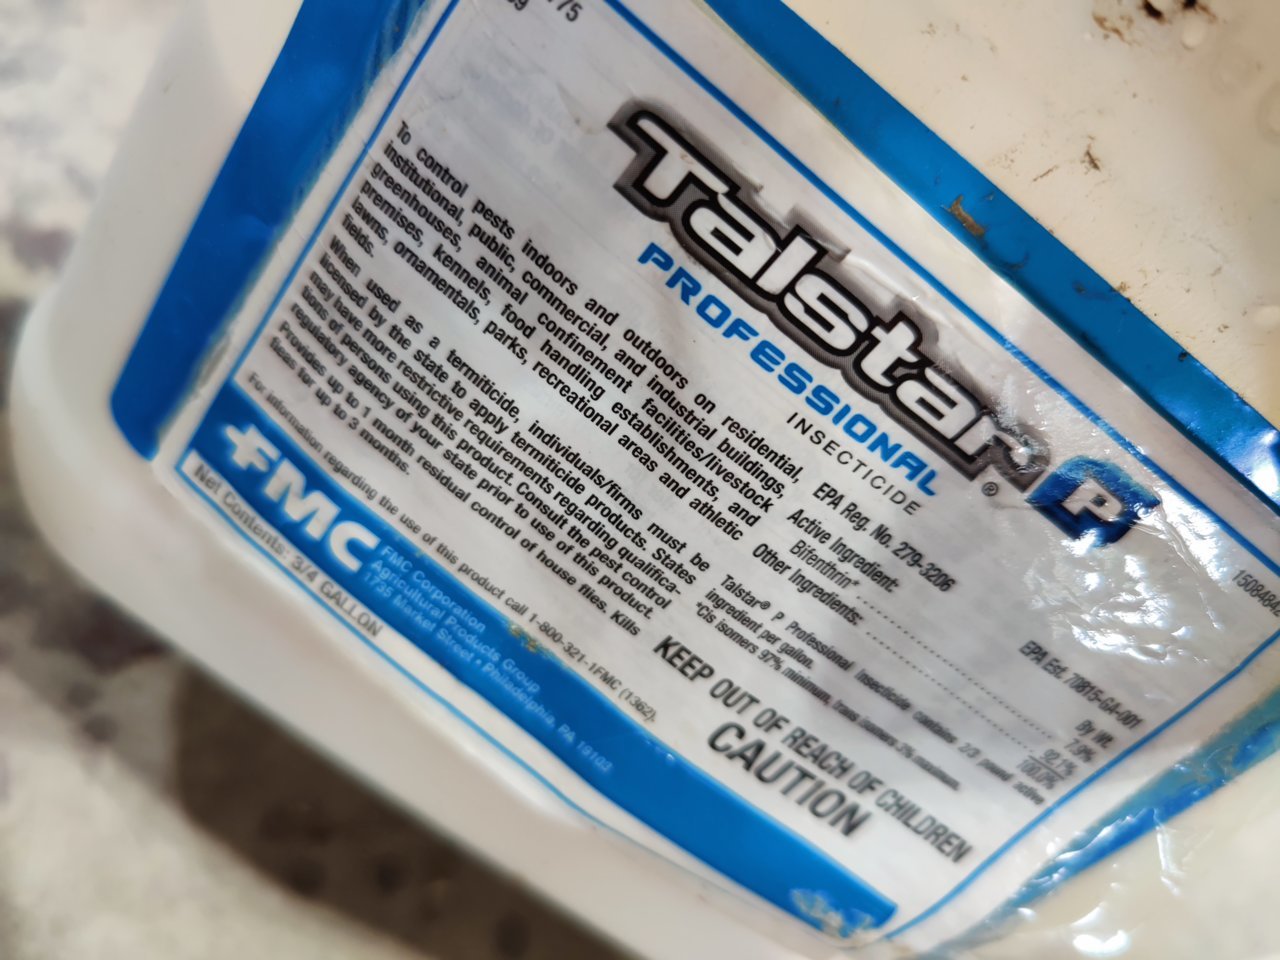 Talstar® P
PROFESSIONAL
INSECTICIDE
To control pests indoors and outdoors on residential,
institutional, public, commercial, and industrial buildings,
greenhouses, animal confinement facilities/livestock
premises, kennels, food handling establishments, and
lawns, ornamentals, parks, recreational areas and athletic
fields.
When used as a termiticide, individuals/firms must be
licensed by the state to apply termiticide products. States
may have more restrictive requirements regarding qualifica-
tions of persons using this product. Consult the pest control
regulatory agency of your state prior to use of this product.
Provides up to 1 month residual control of house flies. Kills
fleas for up to 3 months.
For information regarding the use of this product call 1-800-321-1FMC (1362).
EPA Reg. No. 279-3206 EPA Est. 70815-GA-001
Active Ingredient: By Wt.
Bifenthrin* 7.9%
Other Ingredients: 92.1%
100.0%
Talstar® P Professional Insecticide contains 2/3 pound active
ingredient per gallon.
*Cis isomers 97% minimum, trans isomers 3% maximum.
KEEP OUT OF REACH OF CHILDREN
CAUTION
FMC
FMC Corporation
Agricultural Products Group
1735 Market Street • Philadelphia, PA 19103
Net Contents: 3/4 GALLON